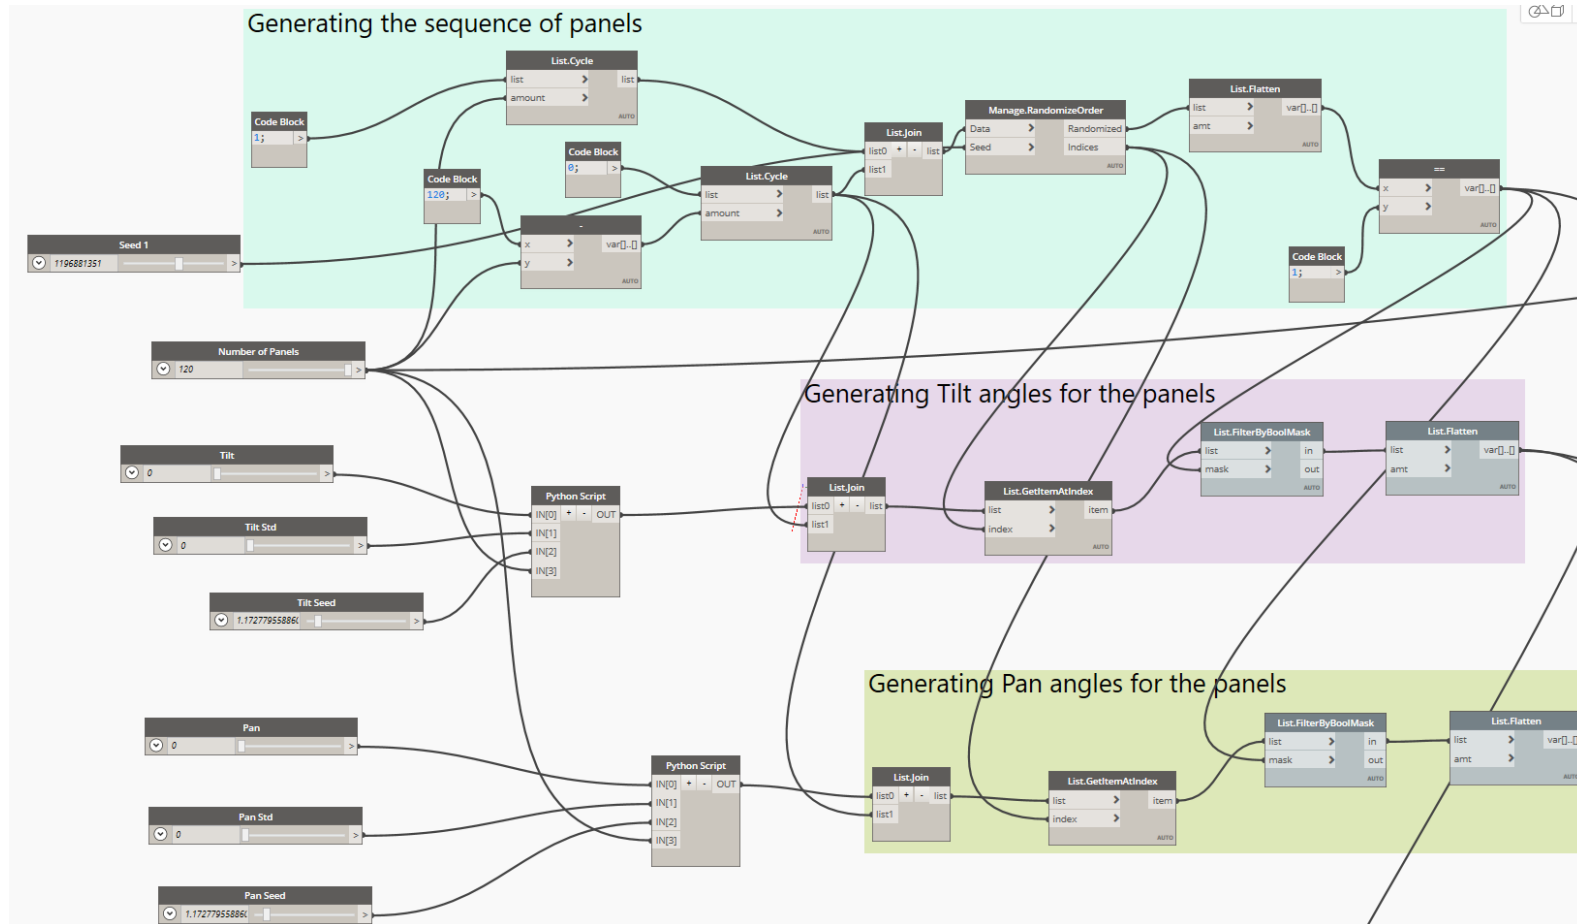 Generating the sequence of panels
List.Cycle
list > list
amount >
AUTO
Code Block
1; >
Code Block
120; >
Code Block
0; >
List.Cycle
list > list
amount >
AUTO
-
x > var[]..[]
y >
AUTO
List.Join
list0 + - list
list1
Manage.RandomizeOrder
Data > Randomized
Seed > Indices
AUTO
List.Flatten
list > var[]..[]
amt >
AUTO
==
x > var[]..[]
y >
AUTO
Code Block
1; >
Seed 1
1196881351 >
Number of Panels
120 >
Generating Tilt angles for the panels
Tilt
0 >
Tilt Std
0 >
Tilt Seed
1.172779558860 >
Python Script
IN[0] + - OUT
IN[1]
IN[2]
IN[3]
List.Join
list0 + - list
list1
List.GetItemAtIndex
list > item
index >
AUTO
List.FilterByBoolMask
list > in
mask > out
AUTO
List.Flatten
list > var[]..[]
amt >
AUTO
Generating Pan angles for the panels
Pan
0 >
Pan Std
0 >
Pan Seed
1.17277955886 >
Python Script
IN[0] + - OUT
IN[1]
IN[2]
IN[3]
List.Join
list0 + - list
list1
List.GetItemAtIndex
list > item
index >
AUTO
List.FilterByBoolMask
list > in
mask > out
AUTO
List.Flatten
list > var[]..[]
amt >
AUTO